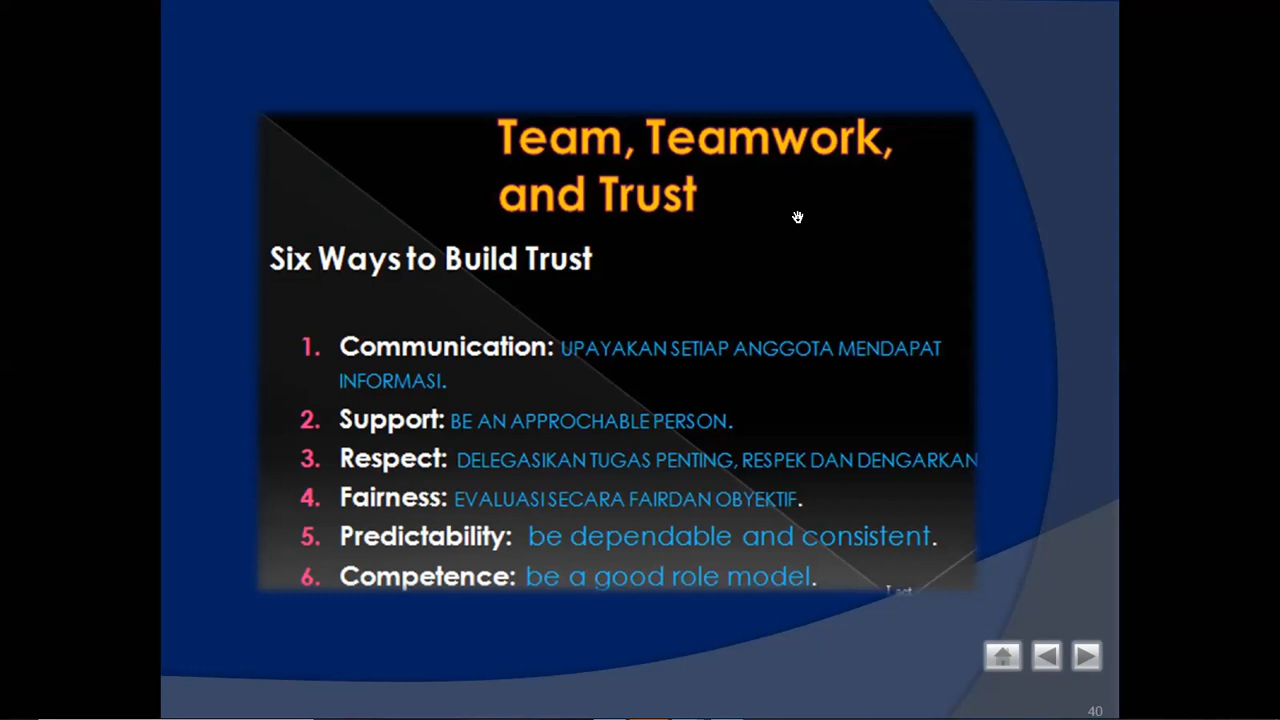 Team, Teamwork,
and Trust
Six Ways to Build Trust
1. Communication: UPAYAKAN SETIAP ANGGOTA MENDAPAT
INFORMASI.
2. Support: BE AN APPROCHABLE PERSON.
3. Respect: DELEGASIKAN TUGAS PENTING, RESPEK DAN DENGARKAN
4. Fairness: EVALUASI SECARA FAIRDAN OBYEKTIF.
5. Predictability: be dependable and consistent.
6. Competence: be a good role model.
40